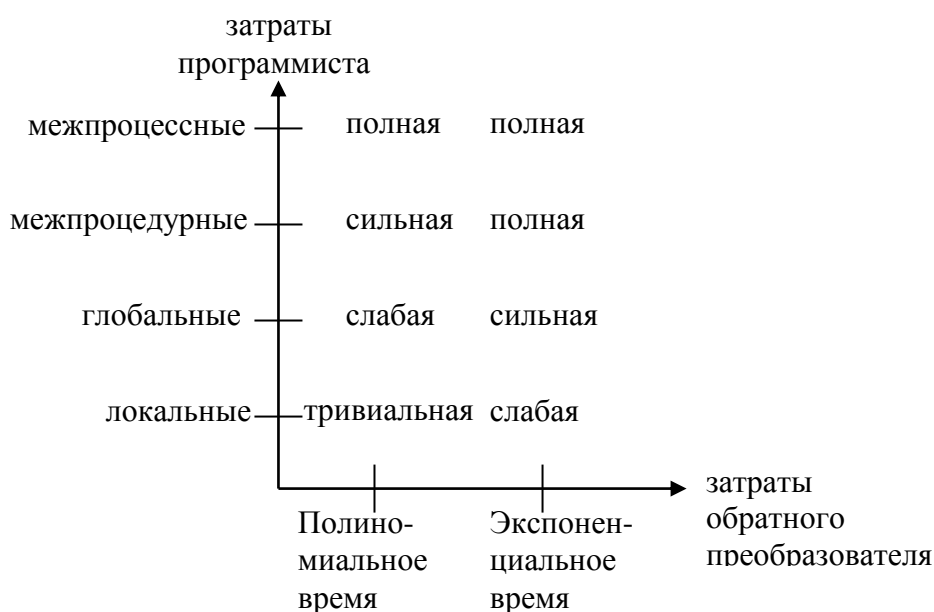 затраты
программиста
межпроцессные полная полная
межпроцедурные сильная полная
глобальные слабая сильная
локальные тривиальная слабая
затраты
обратного
преобразователя
Полино- Экспонен-
миальное циальное
время время